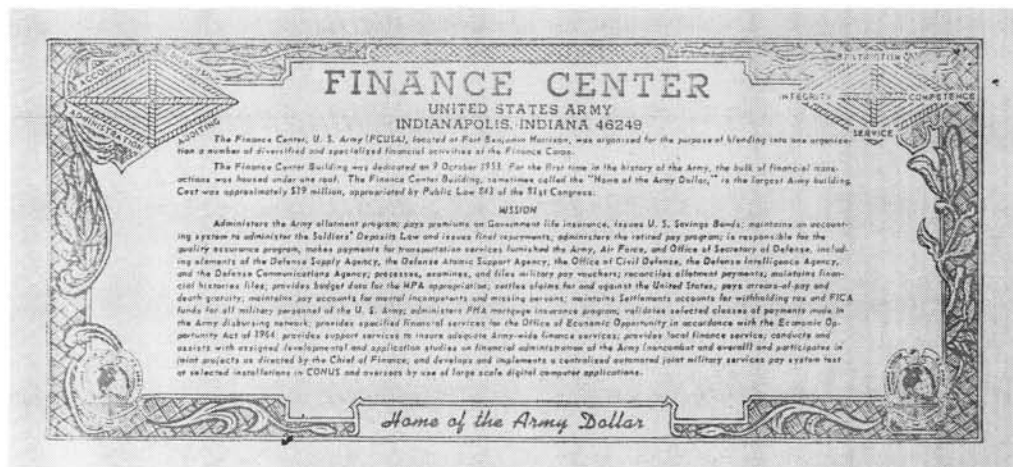 ACCOUNTING
ADMINISTRATION
AUDITING
INTEGRITY
COMPETENCE
SERVICE
FINANCE CENTER
UNITED STATES ARMY
INDIANAPOLIS, INDIANA 46249
The Finance Center, U. S. Army (FCUSA), located at Fort Benjamin Harrison, was organized for the purpose of blending into one organiza-
tion a number of diversified and specialized financial activities of the Finance Corps.
The Finance Center Building was dedicated on 9 October 1953. For the first time in the history of the Army, the bulk of financial trans-
actions was housed under one roof. The Finance Center Building, sometimes called the "Home of the Army Dollar," is the largest Army building.
Cost was approximately $19 million, appropriated by Public Law 843 of the 81st Congress.
MISSION
Administers the Army allotment program; pays premiums on Government life insurance, issues U. S. Savings Bonds; maintains an account-
ing system to administer the Soldiers' Deposits Law and issues final repayments; administers the retired pay program; is responsible for the
quality assurance program, makes payments for transportation services furnished the Army, Air Force, and Office of Secretary of Defense, includ-
ing elements of the Defense Supply Agency, the Defense Atomic Support Agency, the Office of Civil Defense, the Defense Intelligence Agency,
and the Defense Communications Agency; processes, examines, and files military pay vouchers; reconciles allotment payments; maintains finan-
cial histories files; provides budget data for the MPA appropriation; settles claims for and against the United States, pays arrears-of-pay and
death gratuity; maintains pay accounts for mental incompetents and missing persons; maintains Settlements accounts for withholding tax and FICA
funds for all military personnel of the U. S. Army; administers FHA mortgage insurance program; validates selected classes of payments made in
the Army disbursing network; provides specified financial services for the Office of Economic Opportunity in accordance with the Economic Op-
portunity Act of 1964; provides support services to insure adequate Army-wide finance services; provides local finance service; conducts and
assists with assigned developmental and application studies on financial administration of the Army (noncombat and overall) and participates in
joint projects as directed by the Chief of Finance; and develops and implements a centralized automated joint military services pay system test
at selected installations in CONUS and overseas by use of large scale digital computer applications.
Home of the Army Dollar